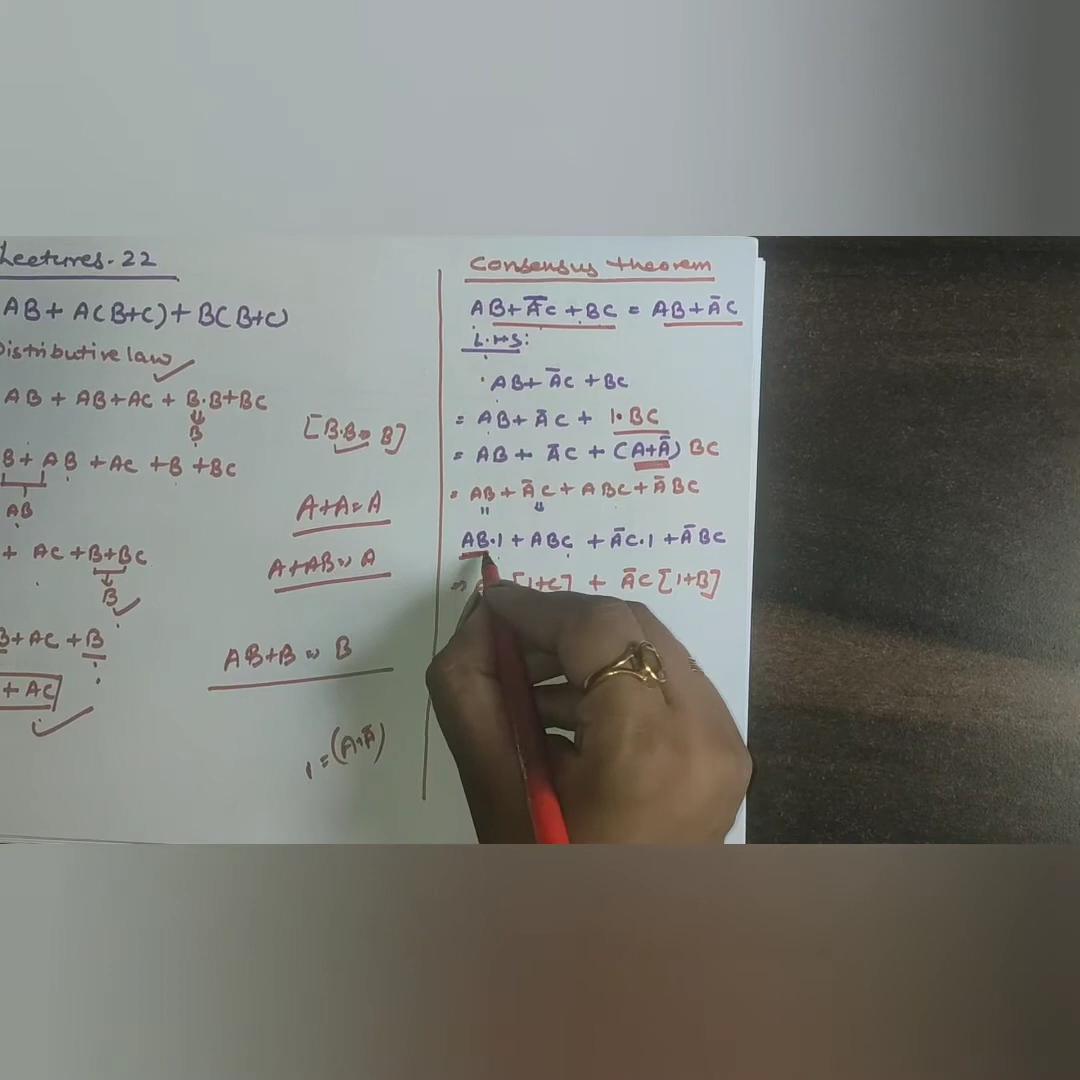 Lectures-22
AB + A(B+C) + B(B+C)
Distributive law
AB + AB + AC + B·B + BC
B
[B·B = B]
B + AB + AC + B + BC
AB
A+A=A
+ AC + B+BC
B
A+AB = A
B + AC + B
AB+B = B
+ AC
1 = (A+Ā)
Consensus theorem
AB + ĀC + BC = AB + ĀC
L.H.S:
AB + ĀC + BC
= AB + ĀC + 1·BC
= AB + ĀC + (A+Ā) BC
= AB + ĀC + ABC + ĀBC
AB·1 + ABC + ĀC·1 + ĀBC
[1+C] + ĀC [1+B]